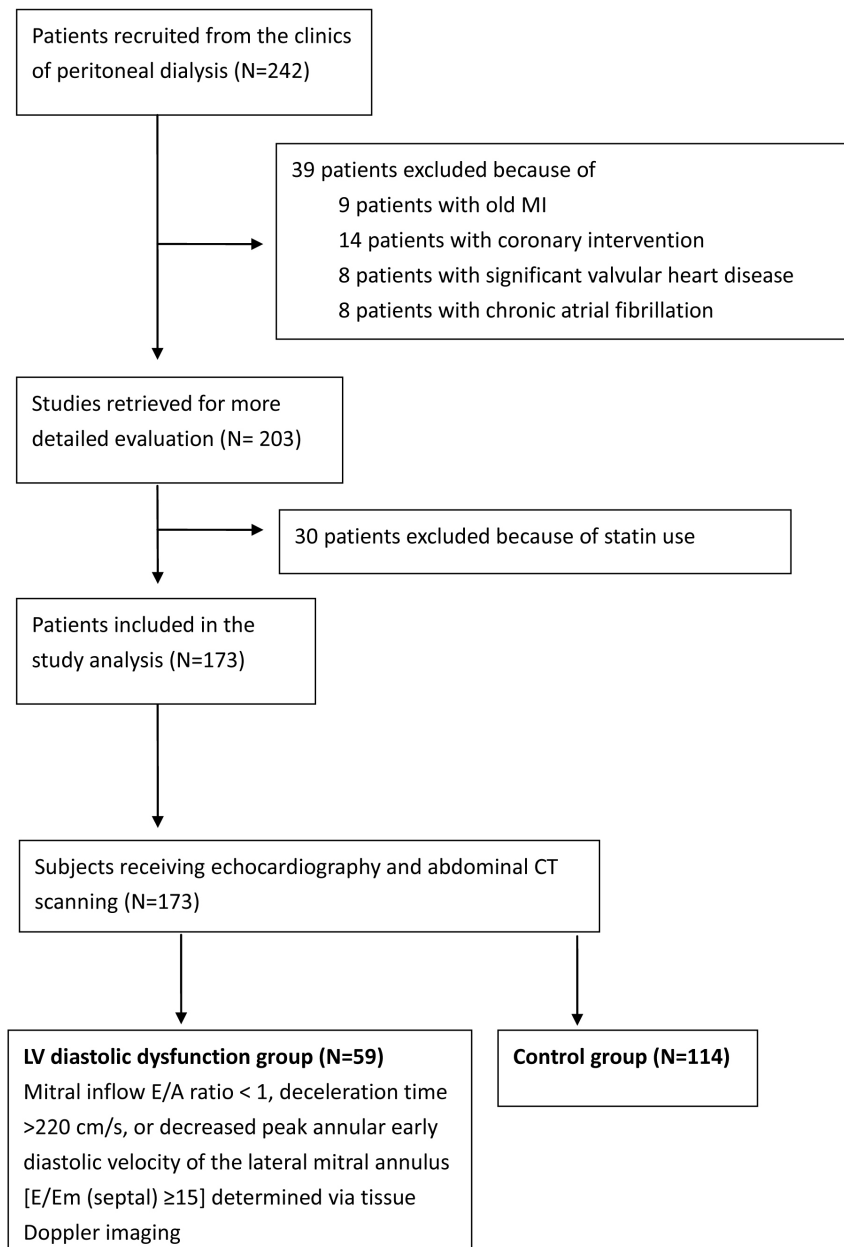 Patients recruited from the clinics
of peritoneal dialysis (N=242)
39 patients excluded because of
9 patients with old MI
14 patients with coronary intervention
8 patients with significant valvular heart disease
8 patients with chronic atrial fibrillation
Studies retrieved for more
detailed evaluation (N= 203)
30 patients excluded because of statin use
Patients included in the
study analysis (N=173)
Subjects receiving echocardiography and abdominal CT
scanning (N=173)
LV diastolic dysfunction group (N=59)
Mitral inflow E/A ratio < 1, deceleration time
>220 cm/s, or decreased peak annular early
diastolic velocity of the lateral mitral annulus
[E/Em (septal) ≥15] determined via tissue
Doppler imaging
Control group (N=114)